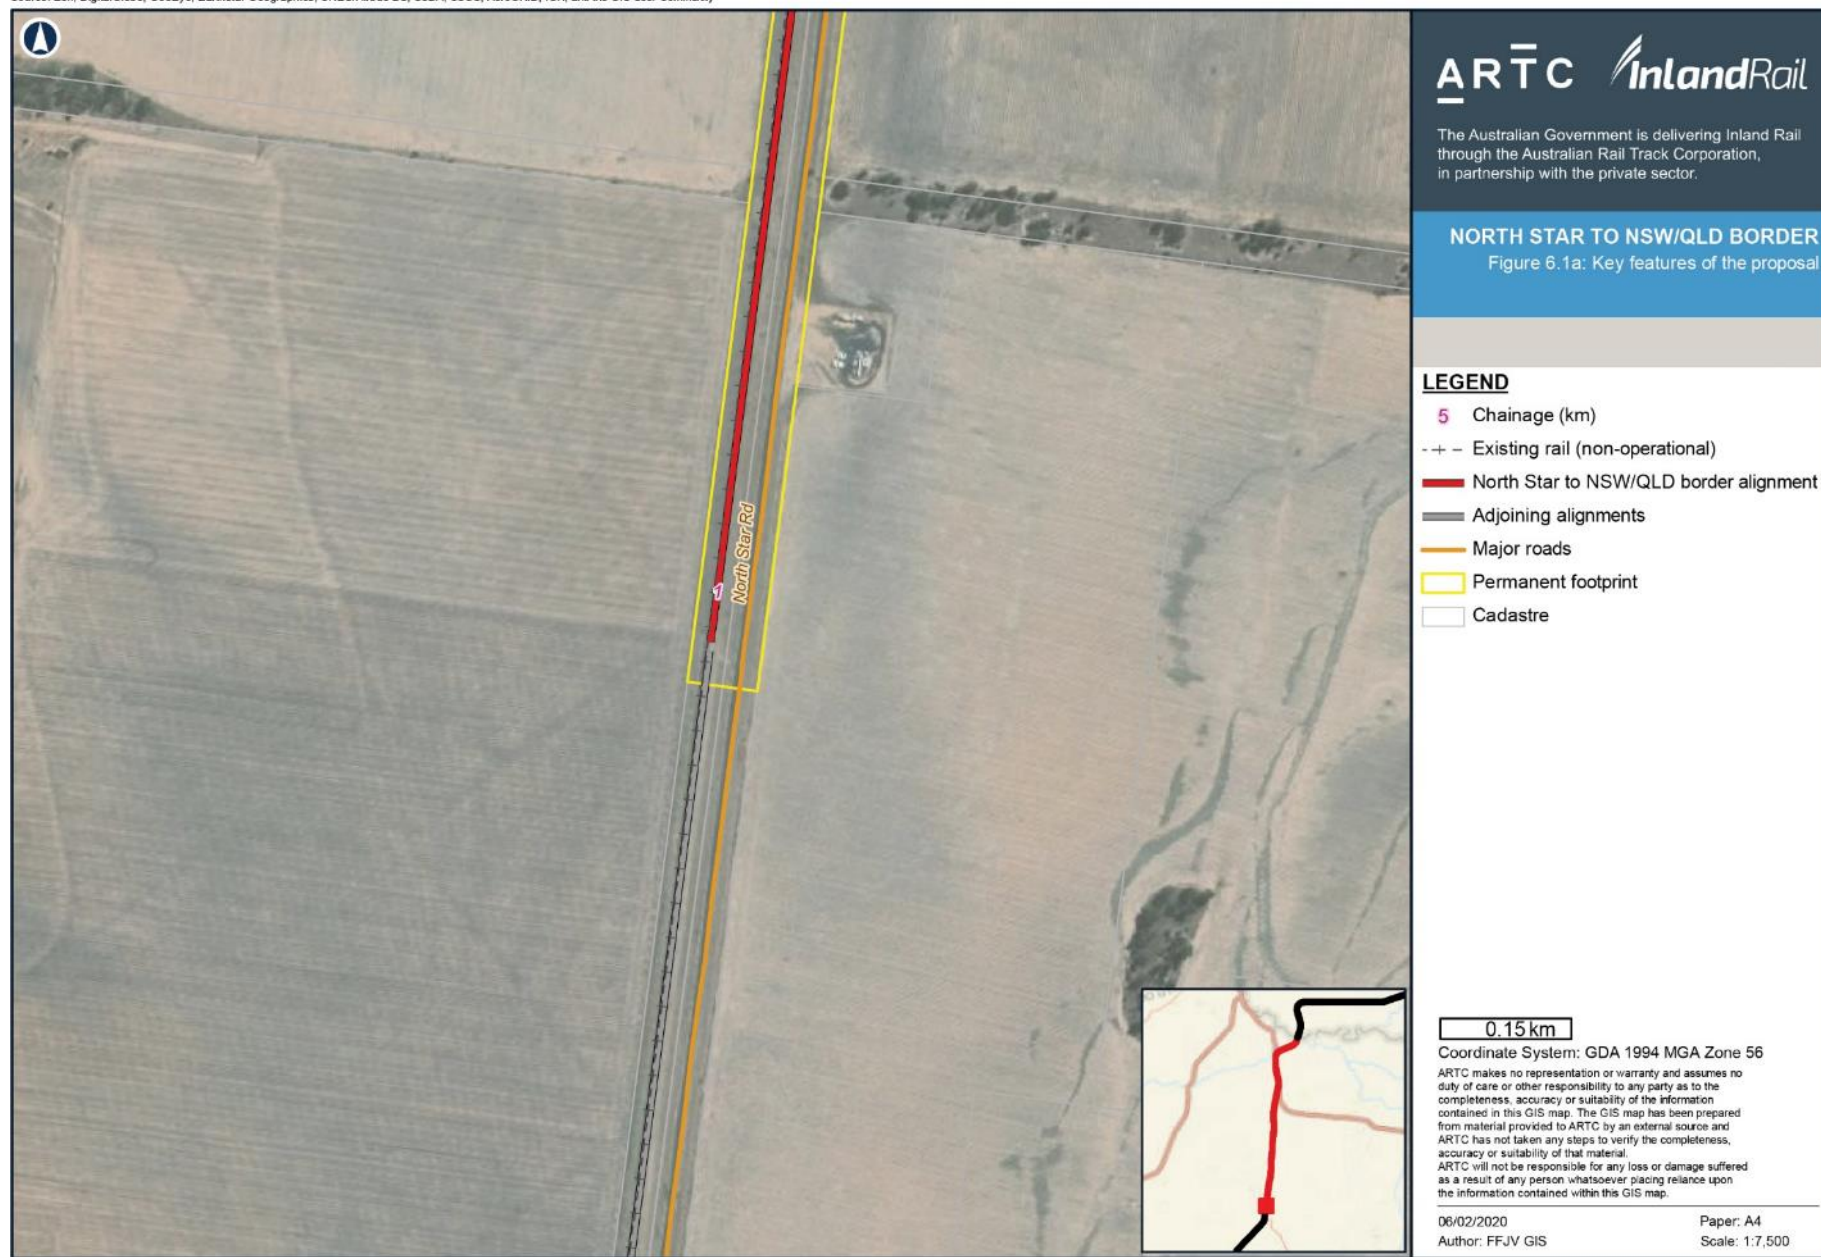 ARTC InlandRail
The Australian Government is delivering Inland Rail
through the Australian Rail Track Corporation,
in partnership with the private sector.
NORTH STAR TO NSW/QLD BORDER
Figure 6.1a: Key features of the proposal
LEGEND
5 Chainage (km)
Existing rail (non-operational)
North Star to NSW/QLD border alignment
Adjoining alignments
Major roads
Permanent footprint
Cadastre
North Star Rd
1
0.15 km
Coordinate System: GDA 1994 MGA Zone 56
ARTC makes no representation or warranty and assumes no
duty of care or other responsibility to any party as to the
completeness, accuracy or suitability of the information
contained in this GIS map. The GIS map has been prepared
from material provided to ARTC by an external source and
ARTC has not taken any steps to verify the completeness,
accuracy or suitability of that material.
ARTC will not be responsible for any loss or damage suffered
as a result of any person whatsoever placing reliance upon
the information contained within this GIS map.
06/02/2020 Paper: A4
Author: FFJV GIS Scale: 1:7,500